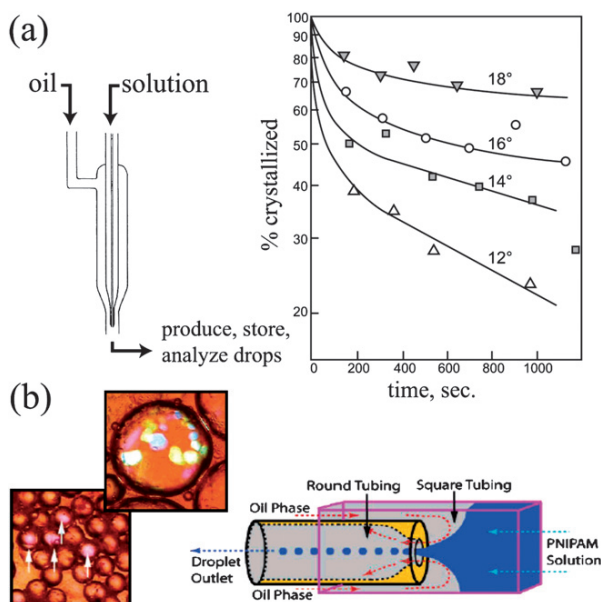 (a)
oil
solution
produce, store,
analyze drops
% crystallized
100
90
80
70
60
50
40
30
20
18°
16°
14°
12°
0
200
400
600
800
1000
time, sec.
(b)
Round Tubing
Square Tubing
Oil Phase
Droplet
Outlet
Oil Phase
PNIPAM
Solution